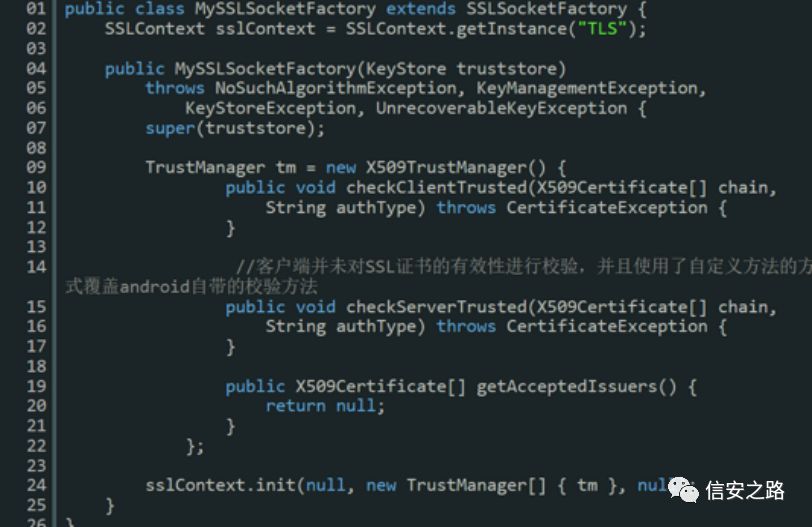 01 public class MySSLSocketFactory extends SSLSocketFactory {
02 SSLContext sslContext = SSLContext.getInstance("TLS");
03
04 public MySSLSocketFactory(KeyStore truststore)
05 throws NoSuchAlgorithmException, KeyManagementException,
06 KeyStoreException, UnrecoverableKeyException {
07 super(truststore);
08
09 TrustManager tm = new X509TrustManager() {
10 public void checkClientTrusted(X509Certificate[] chain,
11 String authType) throws CertificateException {
12 }
13
14 //客户端并未对SSL证书的有效性进行校验，并且使用了自定义方法的方
式覆盖android自带的校验方法
15 public void checkServerTrusted(X509Certificate[] chain,
16 String authType) throws CertificateException {
17 }
18
19 public X509Certificate[] getAcceptedIssuers() {
20 return null;
21 }
22 };
23
24 sslContext.init(null, new TrustManager[] { tm }, nul
信安之路
25 }
26 }